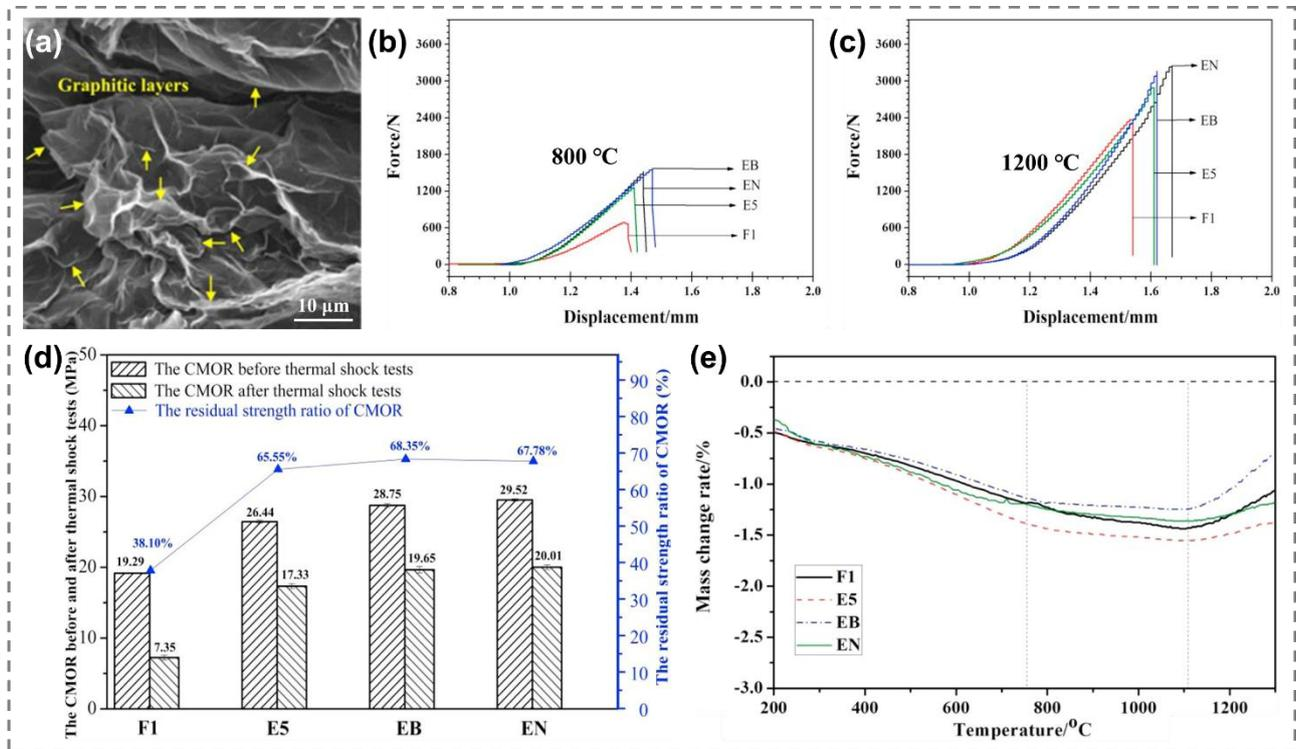 (a)
Graphitic layers
10 μm
(b)
3600
3000
2400
1800
1200
600
0
Force/N
800 °C
EB
EN
E5
F1
0.8
1.0
1.2
1.4
1.6
1.8
2.0
Displacement/mm
(c)
3600
3000
2400
1800
1200
600
0
Force/N
1200 °C
EN
EB
E5
F1
0.8
1.0
1.2
1.4
1.6
1.8
2.0
Displacement/mm
(d)
The CMOR before and after thermal shock tests (MPa)
50
40
30
20
10
0
The CMOR before thermal shock tests
The CMOR after thermal shock tests
The residual strength ratio of CMOR
38.10%
65.55%
68.35%
67.78%
19.29
7.35
26.44
17.33
28.75
19.65
29.52
20.01
F1
E5
EB
EN
90
80
70
60
50
40
30
20
10
0
The residual strength ratio of CMOR (%)
(e)
0.0
-0.5
-1.0
-1.5
-2.0
-2.5
-3.0
Mass change rate/%
F1
E5
EB
EN
200
400
600
800
1000
1200
Temperature/°C